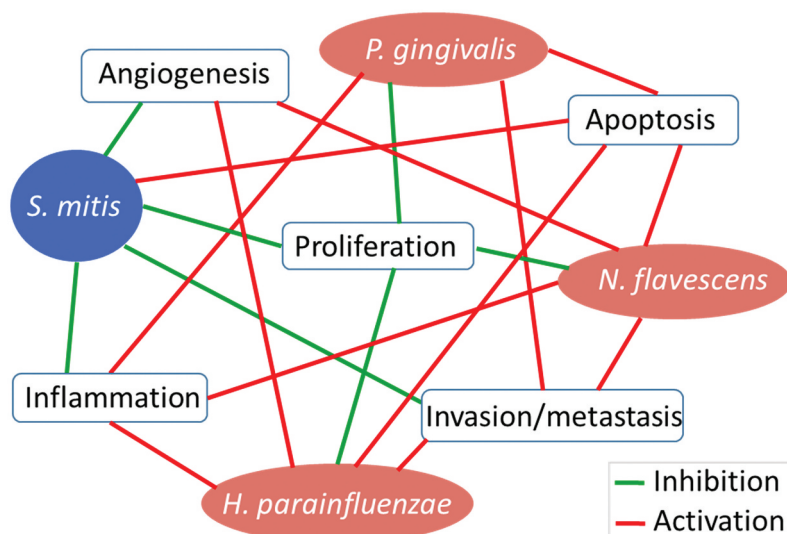 P. gingivalis
Angiogenesis
Apoptosis
S. mitis
Proliferation
N. flavescens
Inflammation
Invasion/metastasis
H. parainfluenzae
Inhibition
Activation